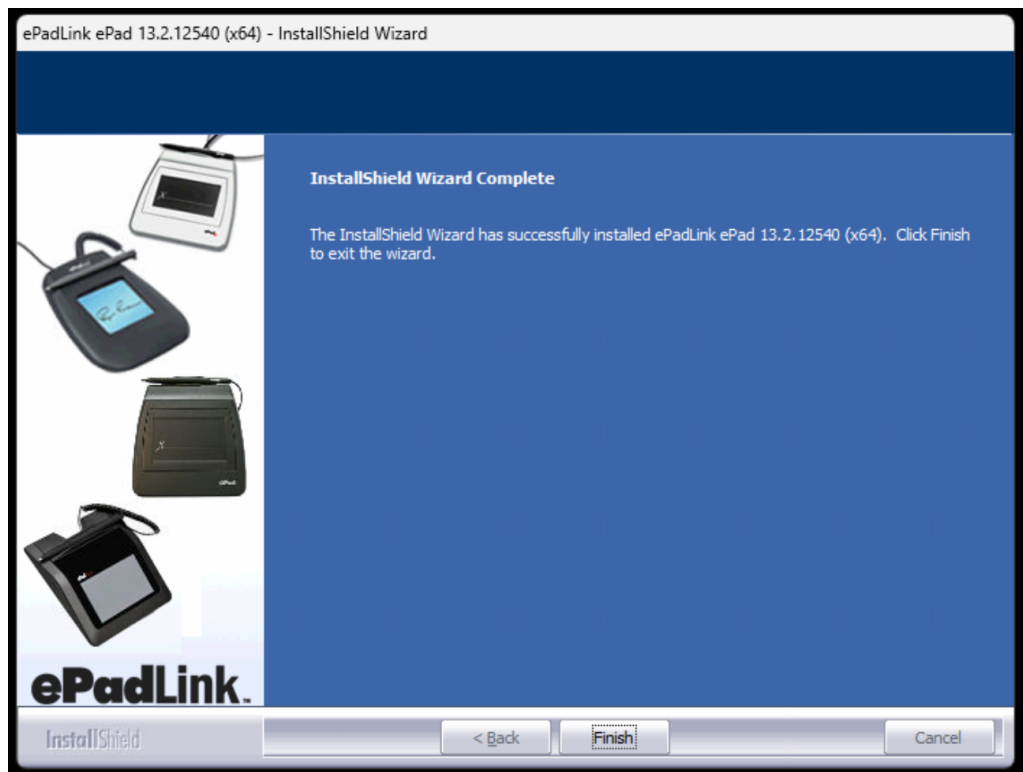 ePadLink ePad 13.2.12540 (x64) - InstallShield Wizard
InstallShield Wizard Complete
The InstallShield Wizard has successfully installed ePadLink ePad 13.2.12540 (x64). Click Finish
to exit the wizard.
ePad
ePadLink
InstallShield
< Back
Finish
Cancel